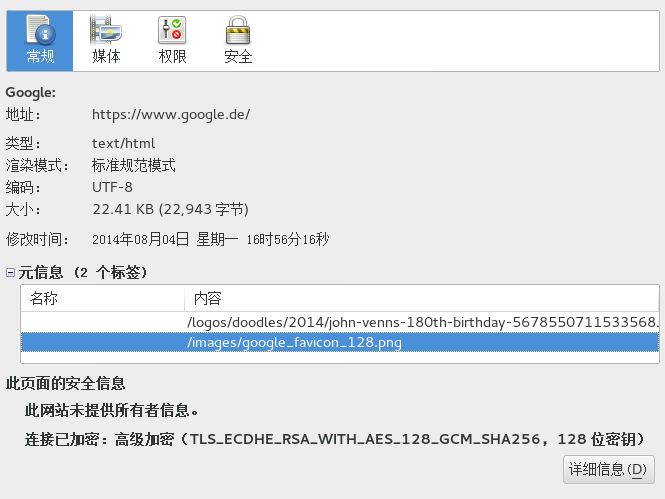 常规 媒体 权限 安全
Google:
地址： https://www.google.de/
类型： text/html
渲染模式： 标准规范模式
编码： UTF-8
大小： 22.41 KB (22,943 字节)
修改时间： 2014年08月04日 星期一 16时56分16秒
元信息 (2 个标签)
名称 内容
/logos/doodles/2014/john-venns-180th-birthday-5678550711533568.
/images/google_favicon_128.png
此页面的安全信息
此网站未提供所有者信息。
连接已加密：高级加密（TLS_ECDHE_RSA_WITH_AES_128_GCM_SHA256，128 位密钥）
详细信息(D)